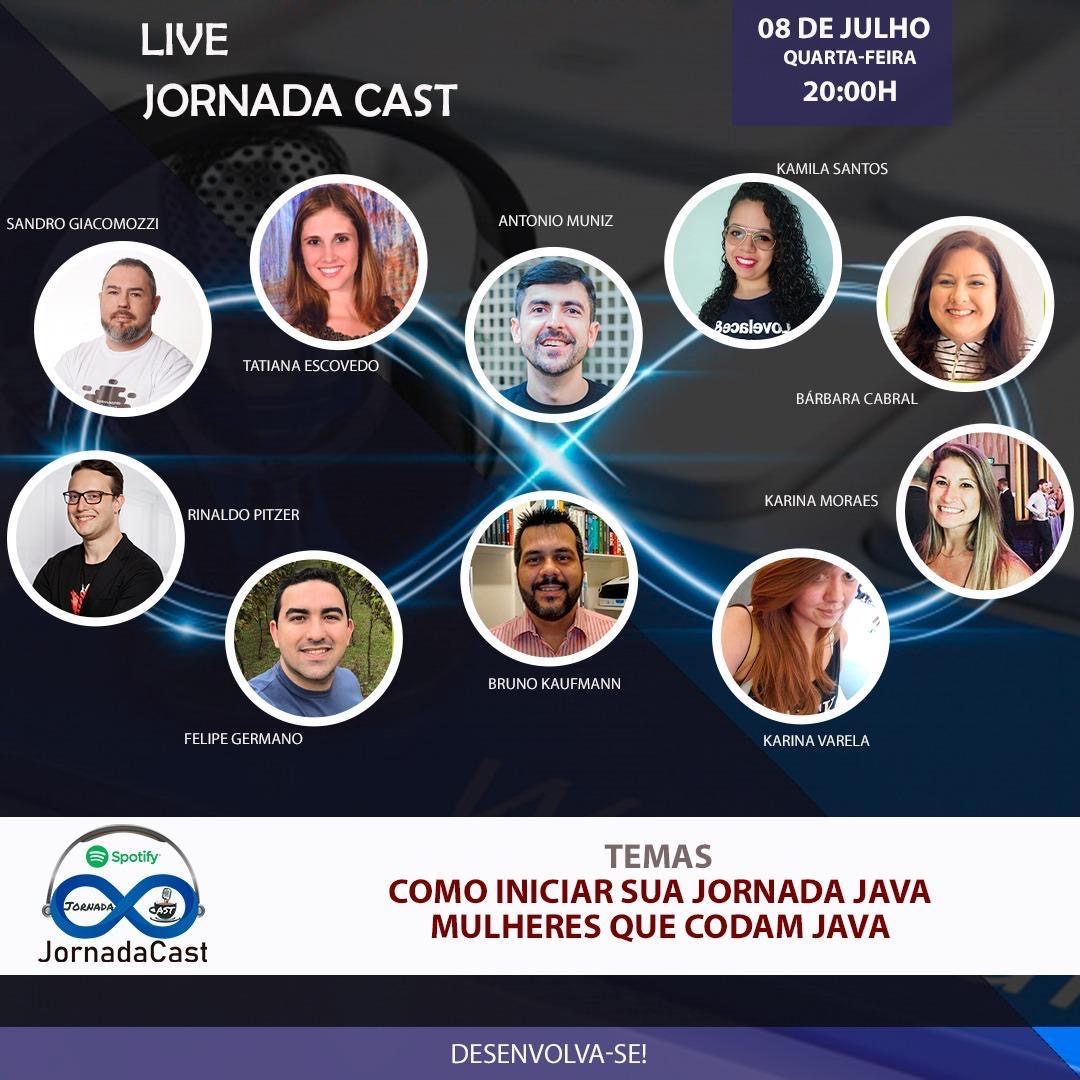 LIVE
JORNADA CAST
08 DE JULHO
QUARTA-FEIRA
20:00H
KAMILA SANTOS
SANDRO GIACOMOZZI
ANTONIO MUNIZ
TATIANA ESCOVEDO
Lovelace8
BÁRBARA CABRAL
KARINA MORAES
RINALDO PITZER
BRUNO KAUFMANN
FELIPE GERMANO
KARINA VARELA
Spotify
JORNADA CAST
JornadaCast
TEMAS
COMO INICIAR SUA JORNADA JAVA
MULHERES QUE CODAM JAVA
DESENVOLVA-SE!